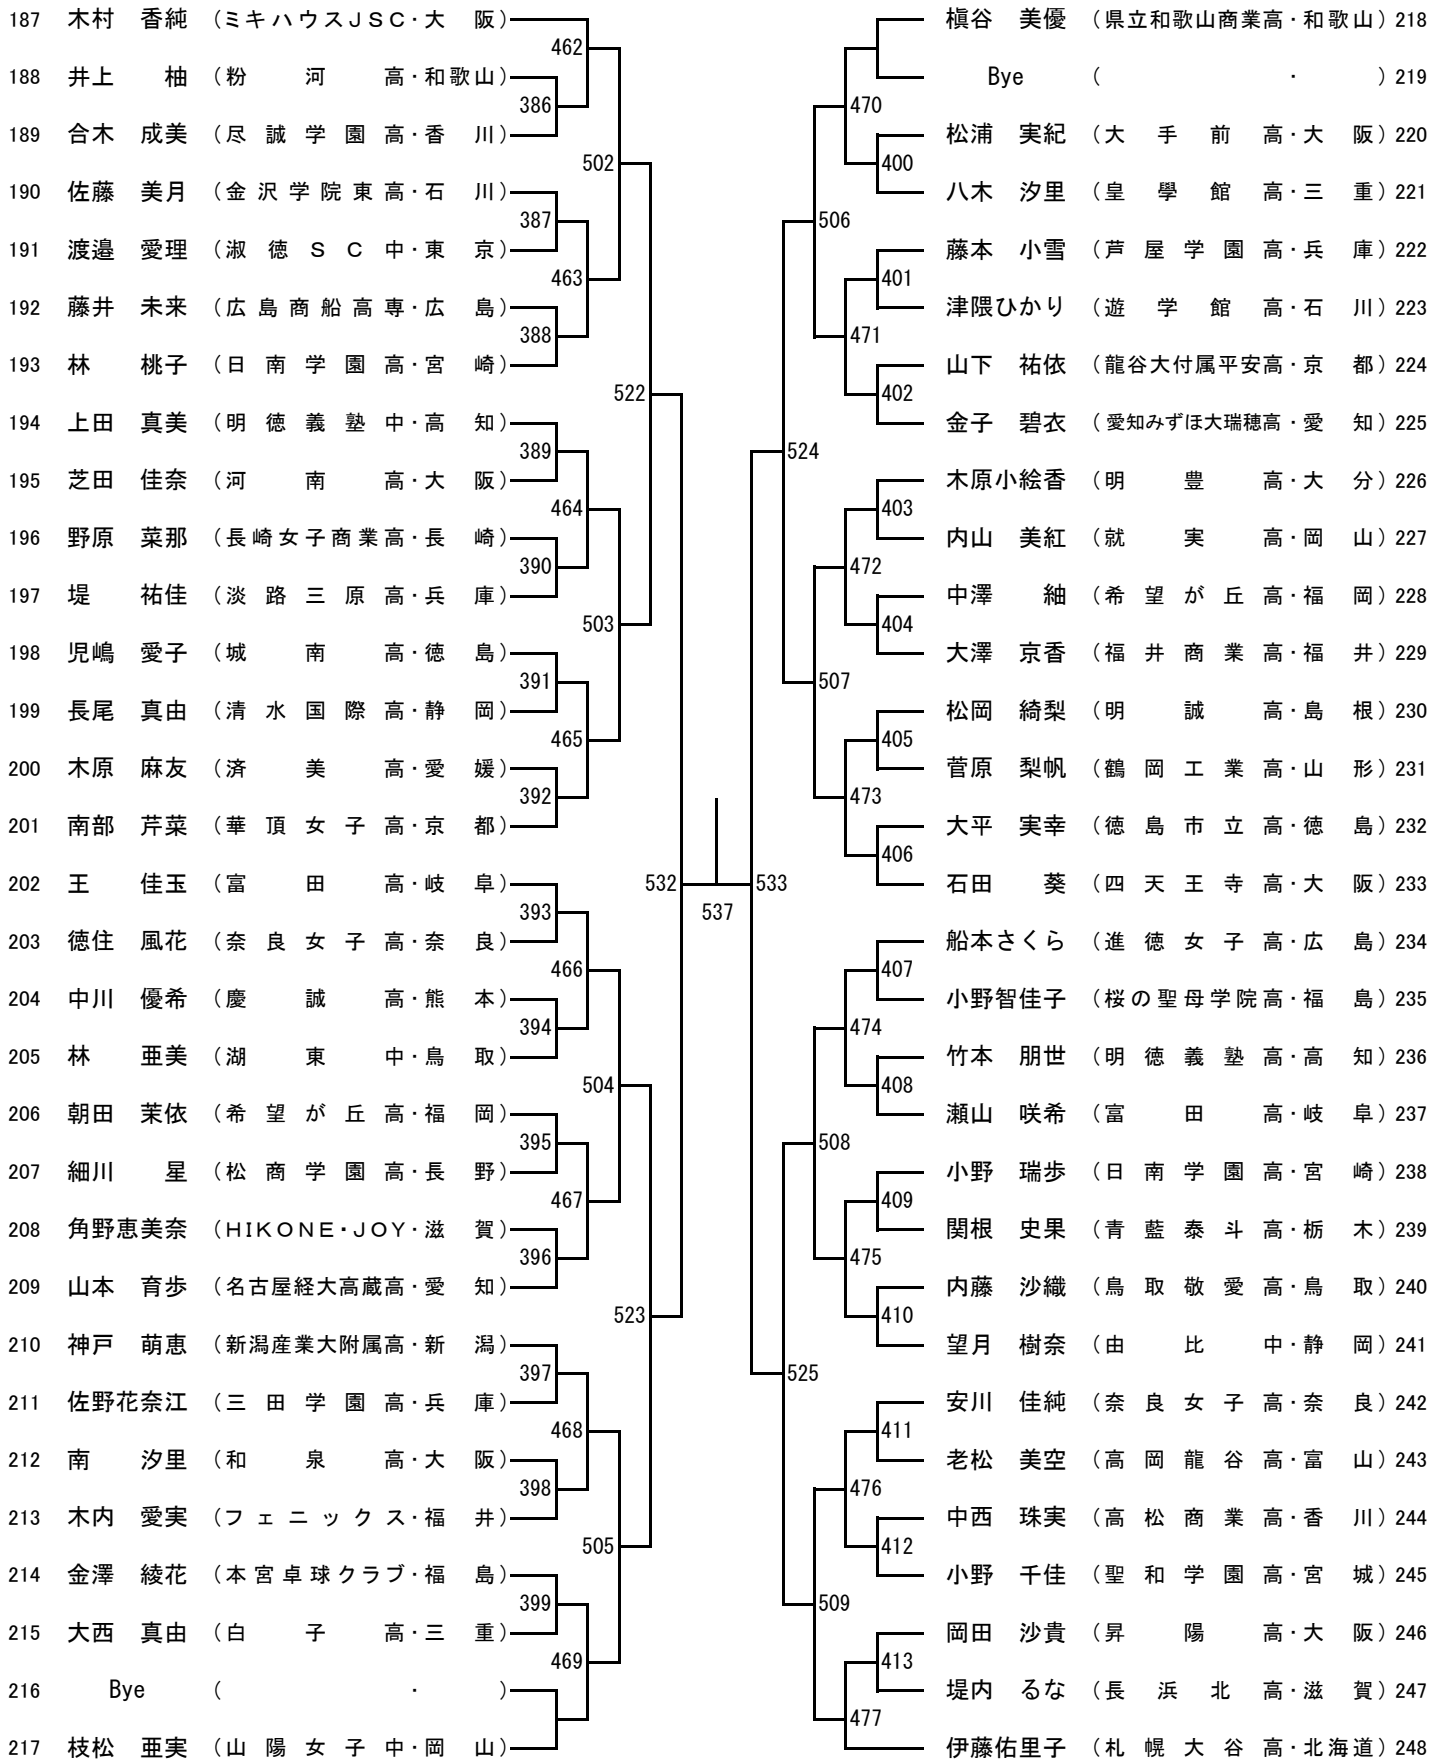 187 木村 香純 (ミキハウスJSC・大阪)
462
188 井上 柚 (粉河高・和歌山)
386
189 合木 成美 (尽誠学園高・香川)
502
190 佐藤 美月 (金沢学院東高・石川)
387
191 渡邉 愛理 (淑徳SC中・東京)
463
192 藤井 未来 (広島商船高専・広島)
388
193 林 桃子 (日南学園高・宮崎)
522
194 上田 真美 (明徳義塾中・高知)
389
195 芝田 佳奈 (河南高・大阪)
464
196 野原 菜那 (長崎女子商業高・長崎)
390
197 堤 祐佳 (淡路三原高・兵庫)
503
198 児嶋 愛子 (城南高・徳島)
391
199 長尾 真由 (清水国際高・静岡)
465
200 木原 麻友 (済美高・愛媛)
392
201 南部 芹菜 (華頂女子高・京都)
532
202 王 佳玉 (富田高・岐阜)
393
203 徳住 風花 (奈良女子高・奈良)
466
204 中川 優希 (慶誠高・熊本)
394
205 林 亜美 (湖東中・鳥取)
504
206 朝田 茉依 (希望が丘高・福岡)
395
207 細川 星 (松商学園高・長野)
467
208 角野恵美奈 (HIKONE・JOY・滋賀)
396
209 山本 育歩 (名古屋経大高蔵高・愛知)
523
210 神戸 萌恵 (新潟産業大附属高・新潟)
397
211 佐野花奈江 (三田学園高・兵庫)
468
212 南 汐里 (和泉高・大阪)
398
213 木内 愛実 (フェニックス・福井)
505
214 金澤 綾花 (本宮卓球クラブ・福島)
399
215 大西 真由 (白子高・三重)
469
216 Bye ( ・ )
217 枝松 亜実 (山陽女子中・岡山)
537
槇谷 美優 (県立和歌山商業高・和歌山) 218
Bye ( ・ ) 219
470
松浦 実紀 (大手前高・大阪) 220
400
八木 汐里 (皇學館高・三重) 221
506
藤本 小雪 (芦屋学園高・兵庫) 222
401
津隈ひかり (遊学館高・石川) 223
471
山下 祐依 (龍谷大付属平安高・京都) 224
402
金子 碧衣 (愛知みずほ大瑞穂高・愛知) 225
524
木原小絵香 (明豊高・大分) 226
403
内山 美紅 (就実高・岡山) 227
472
中澤 紬 (希望が丘高・福岡) 228
404
大澤 京香 (福井商業高・福井) 229
507
松岡 綺梨 (明誠高・島根) 230
405
菅原 梨帆 (鶴岡工業高・山形) 231
473
大平 実幸 (徳島市立高・徳島) 232
406
石田 葵 (四天王寺高・大阪) 233
533
船本さくら (進徳女子高・広島) 234
407
小野智佳子 (桜の聖母学院高・福島) 235
474
竹本 朋世 (明徳義塾高・高知) 236
408
瀬山 咲希 (富田高・岐阜) 237
508
小野 瑞歩 (日南学園高・宮崎) 238
409
関根 史果 (青藍泰斗高・栃木) 239
475
内藤 沙織 (鳥取敬愛高・鳥取) 240
410
望月 樹奈 (由比中・静岡) 241
525
安川 佳純 (奈良女子高・奈良) 242
411
老松 美空 (高岡龍谷高・富山) 243
476
中西 珠実 (高松商業高・香川) 244
412
小野 千佳 (聖和学園高・宮城) 245
509
岡田 沙貴 (昇陽高・大阪) 246
413
堤内 るな (長浜北高・滋賀) 247
477
伊藤佑里子 (札幌大谷高・北海道) 248